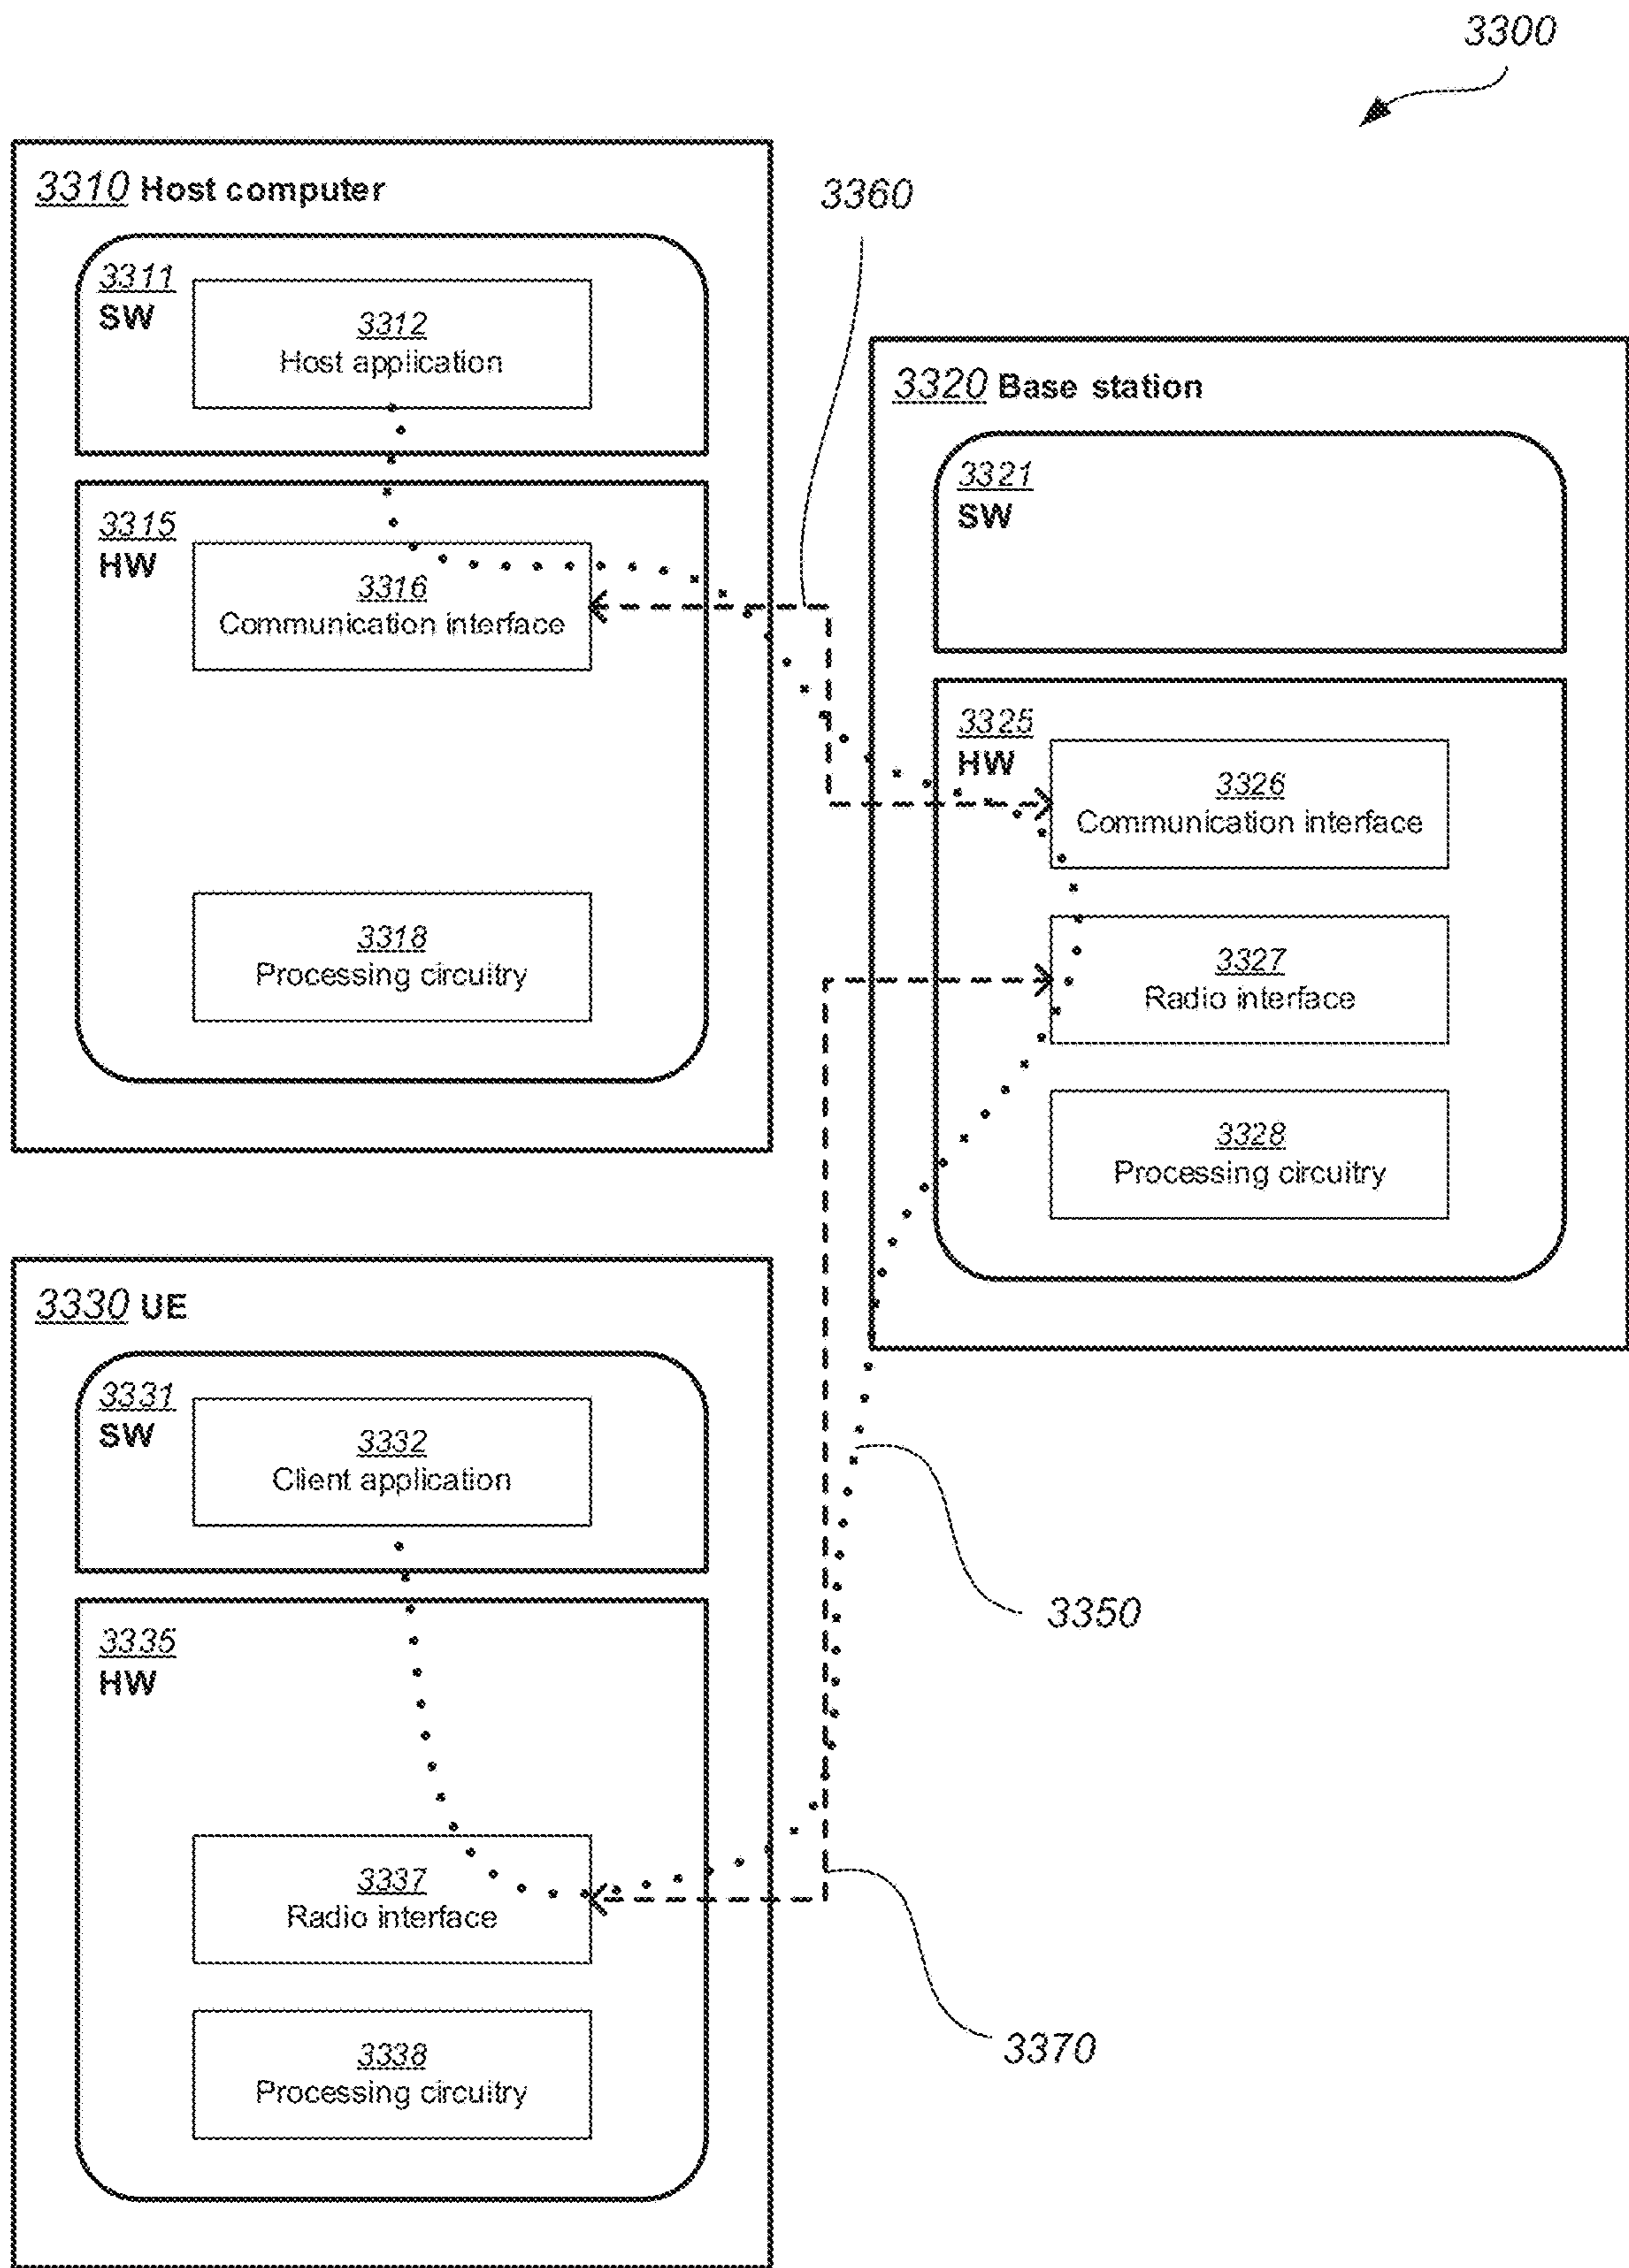 3300
3310 Host computer
3311
SW
3312
Host application
3315
HW
3316
Communication interface
3318
Processing circuitry
3360
3320 Base station
3321
SW
3325
HW
3326
Communication interface
3327
Radio interface
3328
Processing circuitry
3330 UE
3331
SW
3332
Client application
3335
HW
3337
Radio interface
3338
Processing circuitry
3350
3370